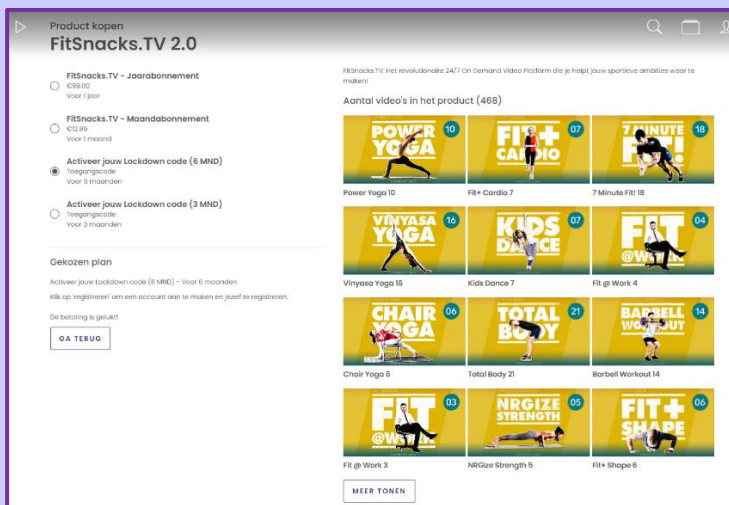 Product kopen
FitSnacks.TV 2.0
FitSnacks.TV - Jaarabonnement
€99,00
Voor 1 jaar
FitSnacks.TV - Maandabonnement
€12,99
Voor 1 maand
Activeer jouw Lockdown code (6 MND)
Toegangscode
Voor 6 maanden
Activeer jouw Lockdown code (3 MND)
Toegangscode
Voor 3 maanden
Gekozen plan
Activeer jouw Lockdown code (6 MND) - Voor 6 maanden
Klik op 'registreren' om een account aan te maken en jezelf te registreren.
De betaling is gelukt!
GA TERUG
FitSnacks.TV: Het revolutionaire 24/7 On Demand Video Platform die je helpt jouw sportieve ambities waar te
maken!
Aantal video's in het product (468)
POWER
YOGA
10
Power Yoga 10
FIT+
CARDIO
07
Fit+ Cardio 7
7 MINUTE
FIT!
18
7 Minute Fit! 18
VINYASA
YOGA
16
Vinyasa Yoga 16
KIDS
DANCE
07
Kids Dance 7
FIT
@WORK
04
Fit @ Work 4
CHAIR
YOGA
06
Chair Yoga 6
TOTAL
BODY
21
Total Body 21
BARBELL
WORKOUT
14
Barbell Workout 14
FIT
@WORK
03
Fit @ Work 3
NRGIZE
STRENGTH
05
NRGize Strength 5
FIT+
SHAPE
06
Fit+ Shape 6
MEER TONEN